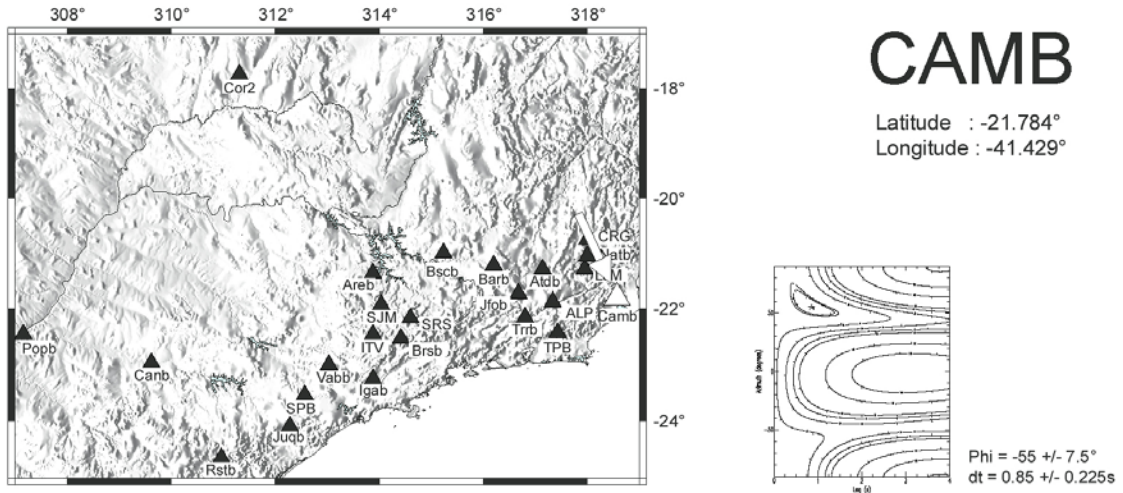 308° 310° 312° 314° 316° 318°
CAMB
Cor2
-18°
Latitude : -21.784°
Longitude : -41.429°
-20°
CRG
atb
Bscb
Barb
Atdb
Areb
Jfob
-22°
SJM
SRS
ALP
Camb
Popb
ITV
Brsb
Trrb
TPB
Canb
Vabb
Igab
SPB
-24°
Juqb
Rstb
Phi = -55 +/- 7.5°
dt = 0.85 +/- 0.225s